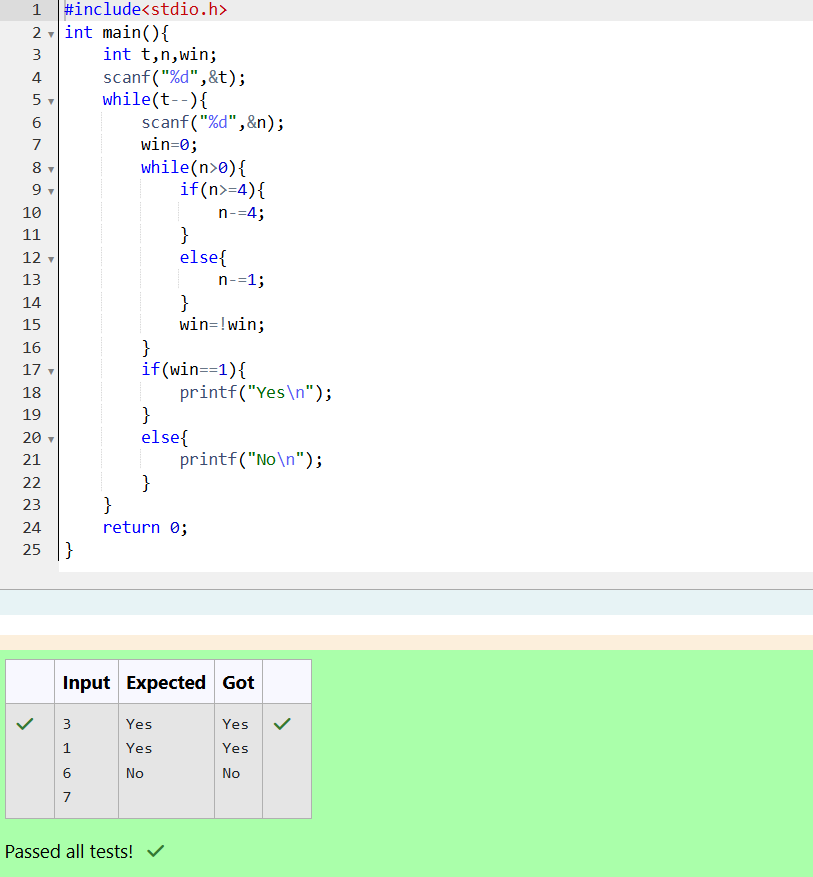 1 #include<stdio.h>
2 int main(){
3     int t,n,win;
4     scanf("%d",&t);
5     while(t--){
6         scanf("%d",&n);
7         win=0;
8         while(n>0){
9             if(n>=4){
10                 n-=4;
11             }
12             else{
13                 n-=1;
14             }
15             win=!win;
16         }
17         if(win==1){
18             printf("Yes\n");
19         }
20         else{
21             printf("No\n");
22         }
23     }
24     return 0;
25 }
Input Expected Got
3 Yes Yes
1 Yes Yes
6 No No
7
Passed all tests!